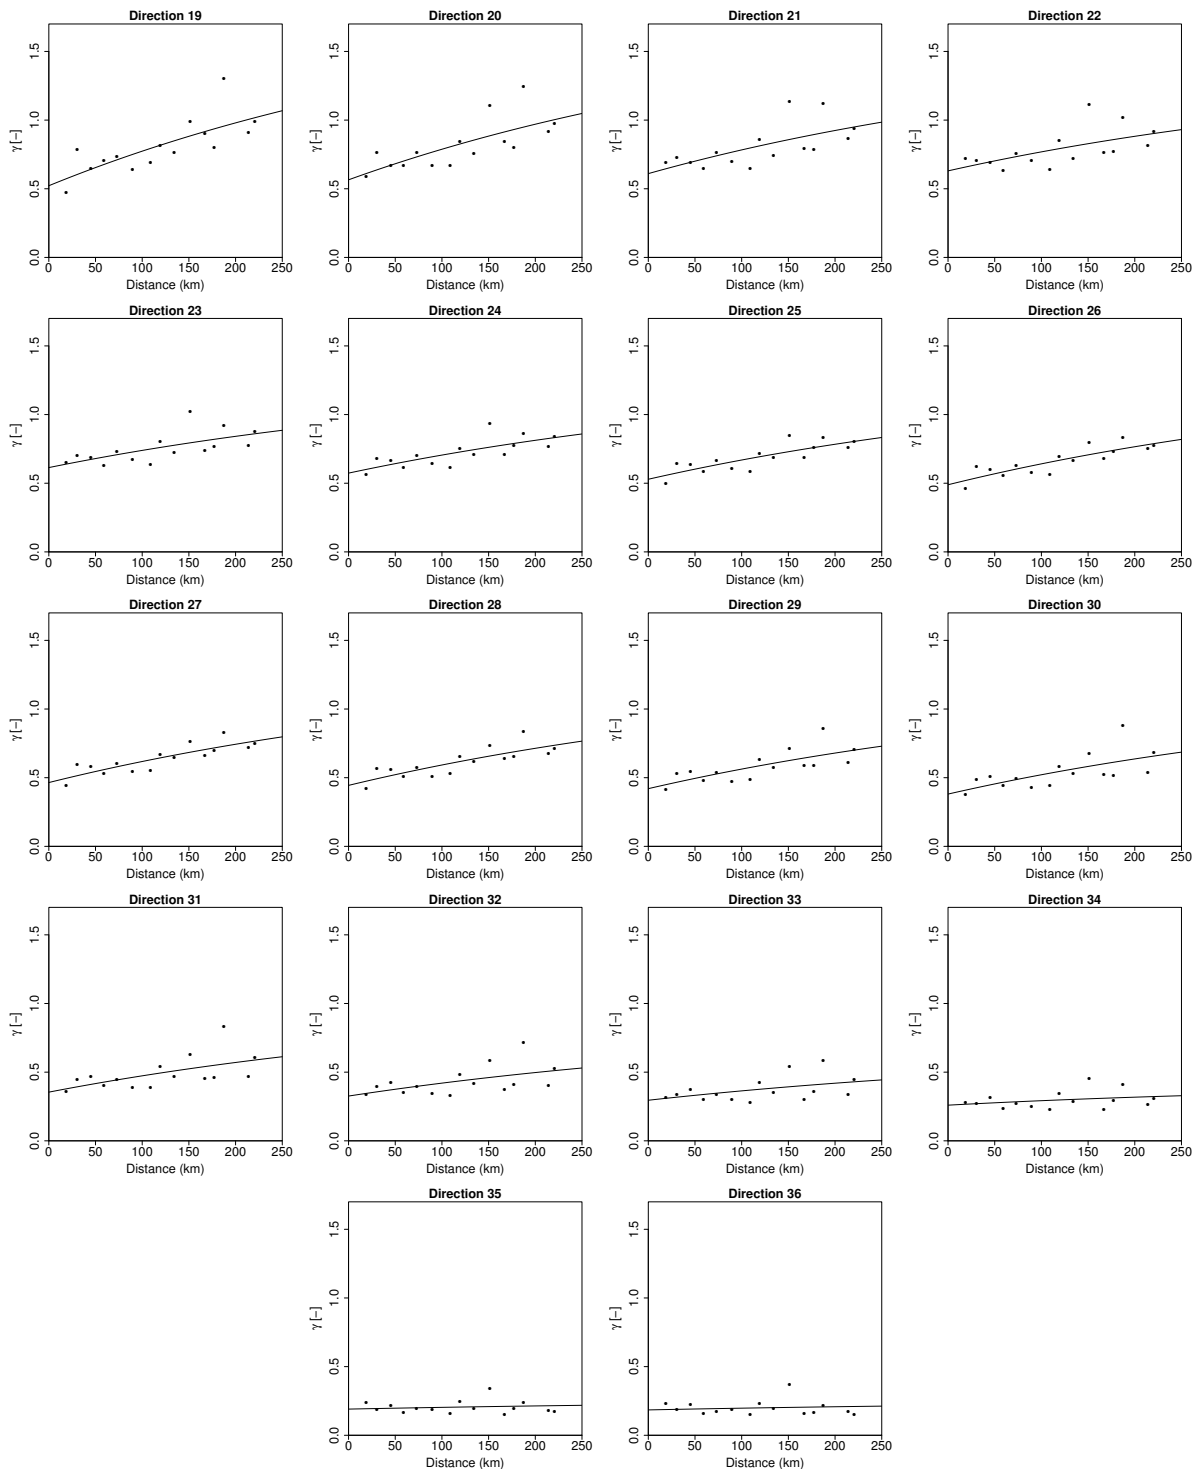 Direction 19 Direction 20 Direction 21 Direction 22
γ [−] 0.0 0.5 1.0 1.5 γ [−] 0.0 0.5 1.0 1.5 γ [−] 0.0 0.5 1.0 1.5 γ [−] 0.0 0.5 1.0 1.5
0 50 100 150 200 250 0 50 100 150 200 250 0 50 100 150 200 250 0 50 100 150 200 250
Distance (km) Distance (km) Distance (km) Distance (km)
Direction 23 Direction 24 Direction 25 Direction 26
γ [−] 0.0 0.5 1.0 1.5 γ [−] 0.0 0.5 1.0 1.5 γ [−] 0.0 0.5 1.0 1.5 γ [−] 0.0 0.5 1.0 1.5
0 50 100 150 200 250 0 50 100 150 200 250 0 50 100 150 200 250 0 50 100 150 200 250
Distance (km) Distance (km) Distance (km) Distance (km)
Direction 27 Direction 28 Direction 29 Direction 30
γ [−] 0.0 0.5 1.0 1.5 γ [−] 0.0 0.5 1.0 1.5 γ [−] 0.0 0.5 1.0 1.5 γ [−] 0.0 0.5 1.0 1.5
0 50 100 150 200 250 0 50 100 150 200 250 0 50 100 150 200 250 0 50 100 150 200 250
Distance (km) Distance (km) Distance (km) Distance (km)
Direction 31 Direction 32 Direction 33 Direction 34
γ [−] 0.0 0.5 1.0 1.5 γ [−] 0.0 0.5 1.0 1.5 γ [−] 0.0 0.5 1.0 1.5 γ [−] 0.0 0.5 1.0 1.5
0 50 100 150 200 250 0 50 100 150 200 250 0 50 100 150 200 250 0 50 100 150 200 250
Distance (km) Distance (km) Distance (km) Distance (km)
Direction 35 Direction 36
γ [−] 0.0 0.5 1.0 1.5 γ [−] 0.0 0.5 1.0 1.5
0 50 100 150 200 250 0 50 100 150 200 250
Distance (km) Distance (km)